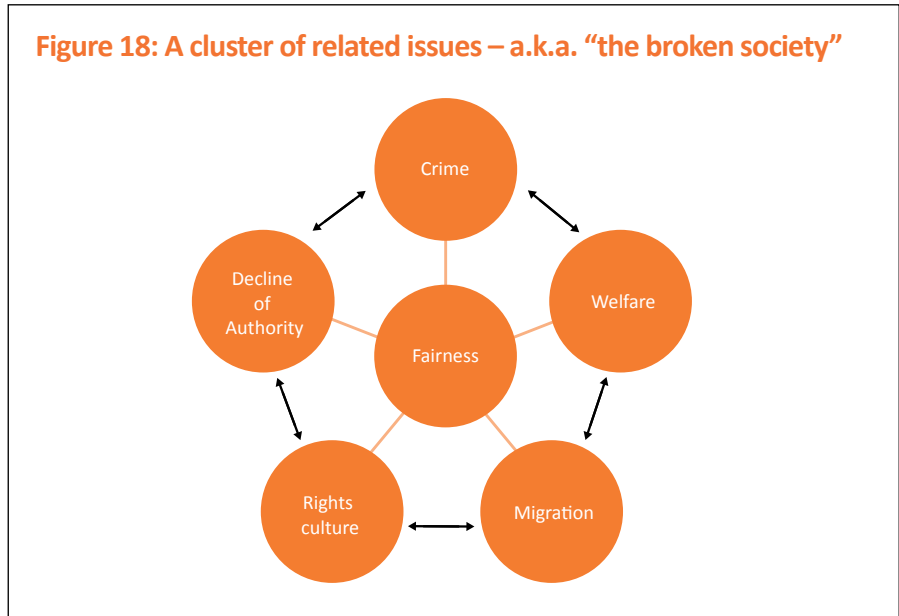 Figure 18: A cluster of related issues – a.k.a. “the broken society”
Crime
Decline
of
Authority
Welfare
Fairness
Rights
culture
Migration